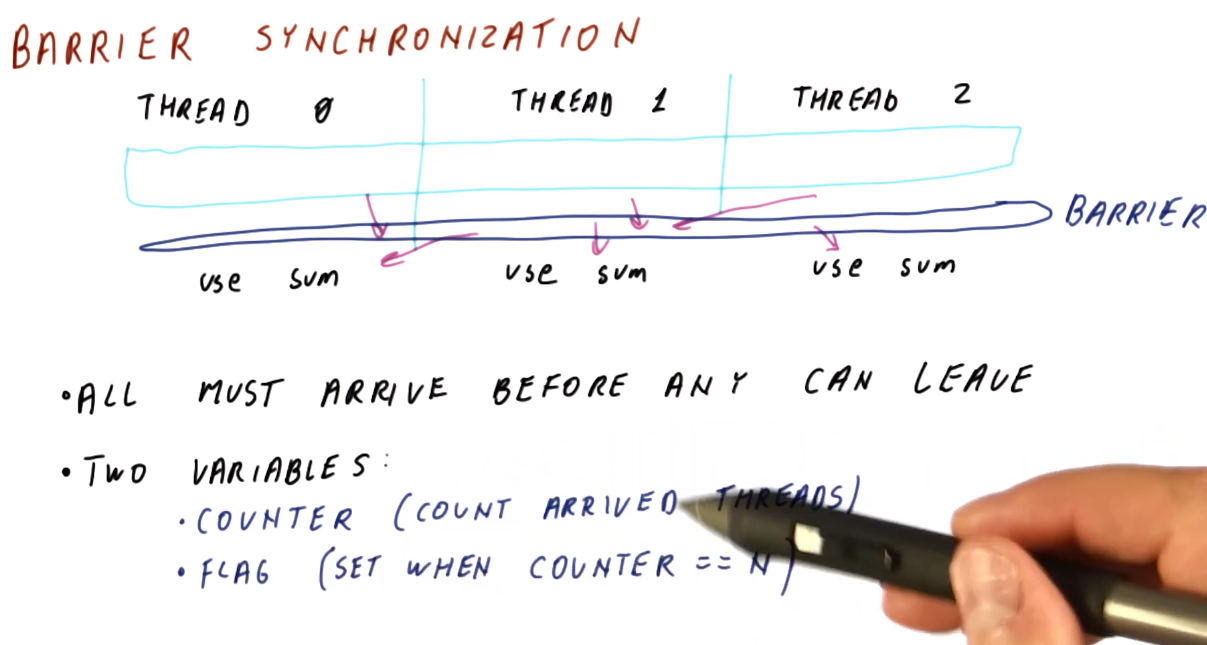 BARRIER SYNCHRONIZATION
THREAD 0 THREAD 1 THREAD 2
BARRIER
use sum use sum use sum
• ALL MUST ARRIVE BEFORE ANY CAN LEAVE
• TWO VARIABLES:
• COUNTER (COUNT ARRIVED THREADS)
• FLAG (SET WHEN COUNTER == N)